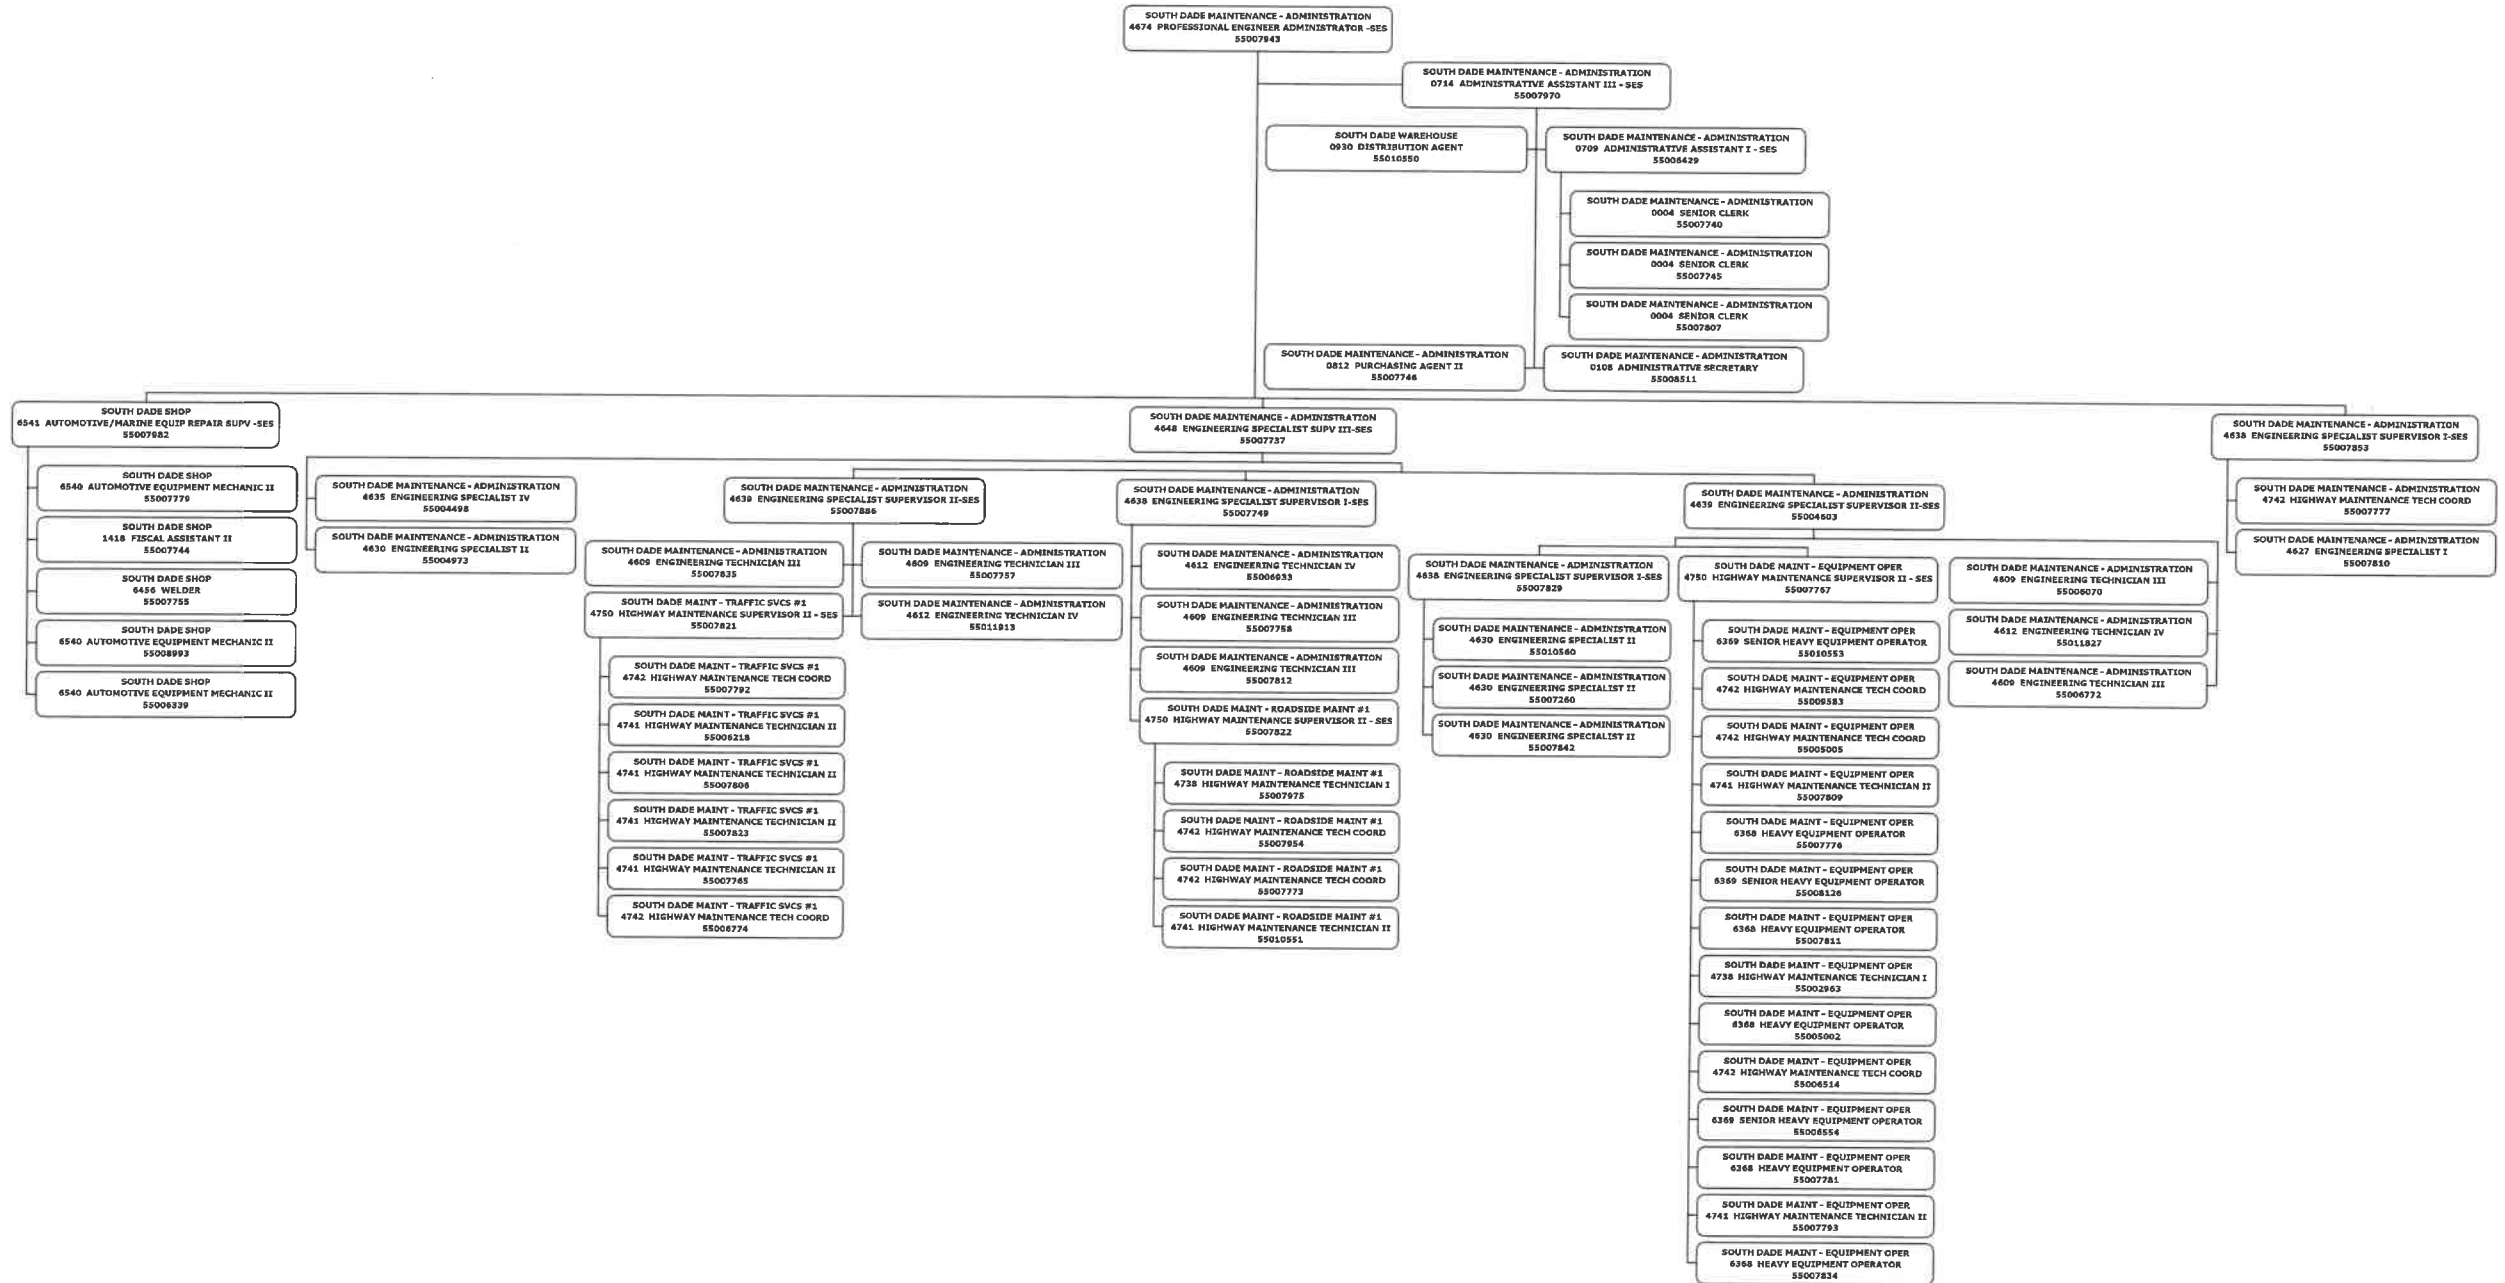 SOUTH DADE MAINTENANCE - ADMINISTRATION
4674 PROFESSIONAL ENGINEER ADMINISTRATOR -SES
55007943
SOUTH DADE MAINTENANCE - ADMINISTRATION
0714 ADMINISTRATIVE ASSISTANT III - SES
55007970
SOUTH DADE WAREHOUSE
0930 DISTRIBUTION AGENT
55010550
SOUTH DADE MAINTENANCE - ADMINISTRATION
0709 ADMINISTRATIVE ASSISTANT I - SES
55006429
SOUTH DADE MAINTENANCE - ADMINISTRATION
0004 SENIOR CLERK
55007740
SOUTH DADE MAINTENANCE - ADMINISTRATION
0004 SENIOR CLERK
55007745
SOUTH DADE MAINTENANCE - ADMINISTRATION
0004 SENIOR CLERK
55007807
SOUTH DADE MAINTENANCE - ADMINISTRATION
0812 PURCHASING AGENT II
55007746
SOUTH DADE MAINTENANCE - ADMINISTRATION
0108 ADMINISTRATIVE SECRETARY
55008511
SOUTH DADE SHOP
6541 AUTOMOTIVE/MARINE EQUIP REPAIR SUPV -SES
55007982
SOUTH DADE SHOP
6540 AUTOMOTIVE EQUIPMENT MECHANIC II
55007779
SOUTH DADE SHOP
1418 FISCAL ASSISTANT II
55007744
SOUTH DADE SHOP
6456 WELDER
55007755
SOUTH DADE SHOP
6540 AUTOMOTIVE EQUIPMENT MECHANIC II
55008993
SOUTH DADE SHOP
6540 AUTOMOTIVE EQUIPMENT MECHANIC II
55006339
SOUTH DADE MAINTENANCE - ADMINISTRATION
4648 ENGINEERING SPECIALIST SUPV III-SES
55007737
SOUTH DADE MAINTENANCE - ADMINISTRATION
4635 ENGINEERING SPECIALIST IV
55004498
SOUTH DADE MAINTENANCE - ADMINISTRATION
4630 ENGINEERING SPECIALIST II
55004973
SOUTH DADE MAINTENANCE - ADMINISTRATION
4639 ENGINEERING SPECIALIST SUPERVISOR II-SES
55007886
SOUTH DADE MAINTENANCE - ADMINISTRATION
4609 ENGINEERING TECHNICIAN III
55007835
SOUTH DADE MAINTENANCE - ADMINISTRATION
4609 ENGINEERING TECHNICIAN III
55007757
SOUTH DADE MAINT - TRAFFIC SVCS #1
4750 HIGHWAY MAINTENANCE SUPERVISOR II - SES
55007821
SOUTH DADE MAINTENANCE - ADMINISTRATION
4612 ENGINEERING TECHNICIAN IV
55011913
SOUTH DADE MAINT - TRAFFIC SVCS #1
4742 HIGHWAY MAINTENANCE TECH COORD
55007792
SOUTH DADE MAINT - TRAFFIC SVCS #1
4741 HIGHWAY MAINTENANCE TECHNICIAN II
55006218
SOUTH DADE MAINT - TRAFFIC SVCS #1
4741 HIGHWAY MAINTENANCE TECHNICIAN II
55007806
SOUTH DADE MAINT - TRAFFIC SVCS #1
4741 HIGHWAY MAINTENANCE TECHNICIAN II
55007823
SOUTH DADE MAINT - TRAFFIC SVCS #1
4741 HIGHWAY MAINTENANCE TECHNICIAN II
55007765
SOUTH DADE MAINT - TRAFFIC SVCS #1
4742 HIGHWAY MAINTENANCE TECH COORD
55006774
SOUTH DADE MAINTENANCE - ADMINISTRATION
4638 ENGINEERING SPECIALIST SUPERVISOR I-SES
55007749
SOUTH DADE MAINTENANCE - ADMINISTRATION
4612 ENGINEERING TECHNICIAN IV
55006933
SOUTH DADE MAINTENANCE - ADMINISTRATION
4609 ENGINEERING TECHNICIAN III
55007758
SOUTH DADE MAINTENANCE - ADMINISTRATION
4609 ENGINEERING TECHNICIAN III
55007812
SOUTH DADE MAINT - ROADSIDE MAINT #1
4750 HIGHWAY MAINTENANCE SUPERVISOR II - SES
55007822
SOUTH DADE MAINT - ROADSIDE MAINT #1
4738 HIGHWAY MAINTENANCE TECHNICIAN I
55007975
SOUTH DADE MAINT - ROADSIDE MAINT #1
4742 HIGHWAY MAINTENANCE TECH COORD
55007954
SOUTH DADE MAINT - ROADSIDE MAINT #1
4742 HIGHWAY MAINTENANCE TECH COORD
55007773
SOUTH DADE MAINT - ROADSIDE MAINT #1
4741 HIGHWAY MAINTENANCE TECHNICIAN II
55010551
SOUTH DADE MAINTENANCE - ADMINISTRATION
4639 ENGINEERING SPECIALIST SUPERVISOR II-SES
55004603
SOUTH DADE MAINTENANCE - ADMINISTRATION
4638 ENGINEERING SPECIALIST SUPERVISOR I-SES
55007829
SOUTH DADE MAINTENANCE - ADMINISTRATION
4630 ENGINEERING SPECIALIST II
55010560
SOUTH DADE MAINTENANCE - ADMINISTRATION
4630 ENGINEERING SPECIALIST II
55007260
SOUTH DADE MAINTENANCE - ADMINISTRATION
4630 ENGINEERING SPECIALIST II
55007842
SOUTH DADE MAINT - EQUIPMENT OPER
4750 HIGHWAY MAINTENANCE SUPERVISOR II - SES
55007767
SOUTH DADE MAINT - EQUIPMENT OPER
6369 SENIOR HEAVY EQUIPMENT OPERATOR
55010553
SOUTH DADE MAINT - EQUIPMENT OPER
4742 HIGHWAY MAINTENANCE TECH COORD
55009583
SOUTH DADE MAINT - EQUIPMENT OPER
4742 HIGHWAY MAINTENANCE TECH COORD
55005005
SOUTH DADE MAINT - EQUIPMENT OPER
4741 HIGHWAY MAINTENANCE TECHNICIAN II
55007809
SOUTH DADE MAINT - EQUIPMENT OPER
6368 HEAVY EQUIPMENT OPERATOR
55007776
SOUTH DADE MAINT - EQUIPMENT OPER
6369 SENIOR HEAVY EQUIPMENT OPERATOR
55008126
SOUTH DADE MAINT - EQUIPMENT OPER
6368 HEAVY EQUIPMENT OPERATOR
55007811
SOUTH DADE MAINT - EQUIPMENT OPER
4738 HIGHWAY MAINTENANCE TECHNICIAN I
55002963
SOUTH DADE MAINT - EQUIPMENT OPER
6368 HEAVY EQUIPMENT OPERATOR
55005002
SOUTH DADE MAINT - EQUIPMENT OPER
4742 HIGHWAY MAINTENANCE TECH COORD
55006514
SOUTH DADE MAINT - EQUIPMENT OPER
6369 SENIOR HEAVY EQUIPMENT OPERATOR
55006554
SOUTH DADE MAINT - EQUIPMENT OPER
6368 HEAVY EQUIPMENT OPERATOR
55007781
SOUTH DADE MAINT - EQUIPMENT OPER
4741 HIGHWAY MAINTENANCE TECHNICIAN II
55007793
SOUTH DADE MAINT - EQUIPMENT OPER
6368 HEAVY EQUIPMENT OPERATOR
55007834
SOUTH DADE MAINTENANCE - ADMINISTRATION
4609 ENGINEERING TECHNICIAN III
55006070
SOUTH DADE MAINTENANCE - ADMINISTRATION
4612 ENGINEERING TECHNICIAN IV
55011827
SOUTH DADE MAINTENANCE - ADMINISTRATION
4609 ENGINEERING TECHNICIAN III
55006772
SOUTH DADE MAINTENANCE - ADMINISTRATION
4638 ENGINEERING SPECIALIST SUPERVISOR I-SES
55007853
SOUTH DADE MAINTENANCE - ADMINISTRATION
4742 HIGHWAY MAINTENANCE TECH COORD
55007777
SOUTH DADE MAINTENANCE - ADMINISTRATION
4627 ENGINEERING SPECIALIST I
55007810